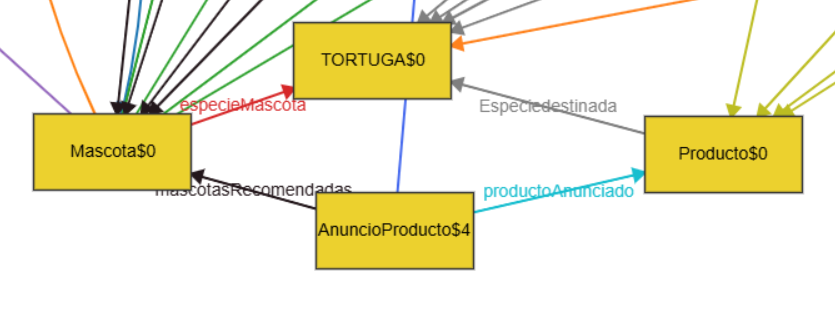 TORTUGA$0
especieMascota
Especiedestinada
Mascota$0
Producto$0
mascotasRecomendadas
productoAnunciado
AnuncioProducto$4